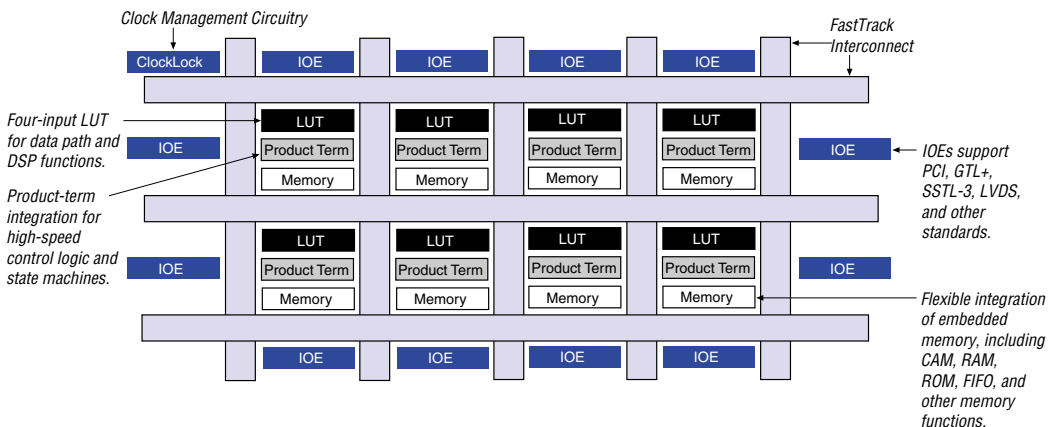 Clock Management Circuitry
FastTrack
Interconnect
ClockLock
IOE
IOE
IOE
IOE
Four-input LUT
for data path and
DSP functions.
LUT
LUT
LUT
LUT
IOE
Product Term
Product Term
Product Term
Product Term
IOE
IOEs support
PCI, GTL+,
SSTL-3, LVDS,
and other
standards.
Memory
Memory
Memory
Memory
Product-term
integration for
high-speed
control logic and
state machines.
LUT
LUT
LUT
LUT
IOE
Product Term
Product Term
Product Term
Product Term
IOE
Memory
Memory
Memory
Memory
Flexible integration
of embedded
memory, including
CAM, RAM,
ROM, FIFO, and
other memory
functions.
IOE
IOE
IOE
IOE